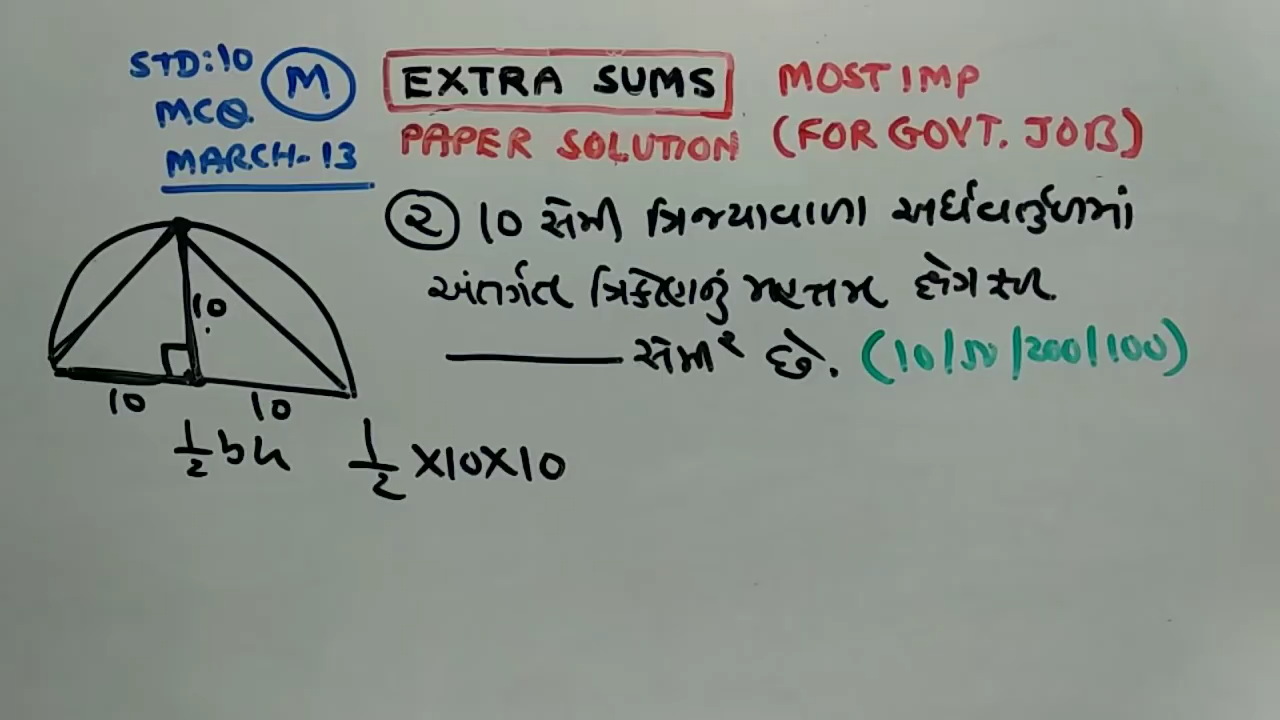 STD:10
MCQ.
MARCH-13
M
EXTRA SUMS
PAPER SOLUTION
MOST IMP
(FOR GOVT. JOB)
૨ 10 સેમી ત્રિજ્યાવાળા અર્ધવર્તુળમાં
અંતર્ગત ત્રિકોણનું મહત્તમ ક્ષેત્રફળ
સેમી² છે. (10/50/200/100)
10
10 10
1/2 bh 1/2 ×10×10